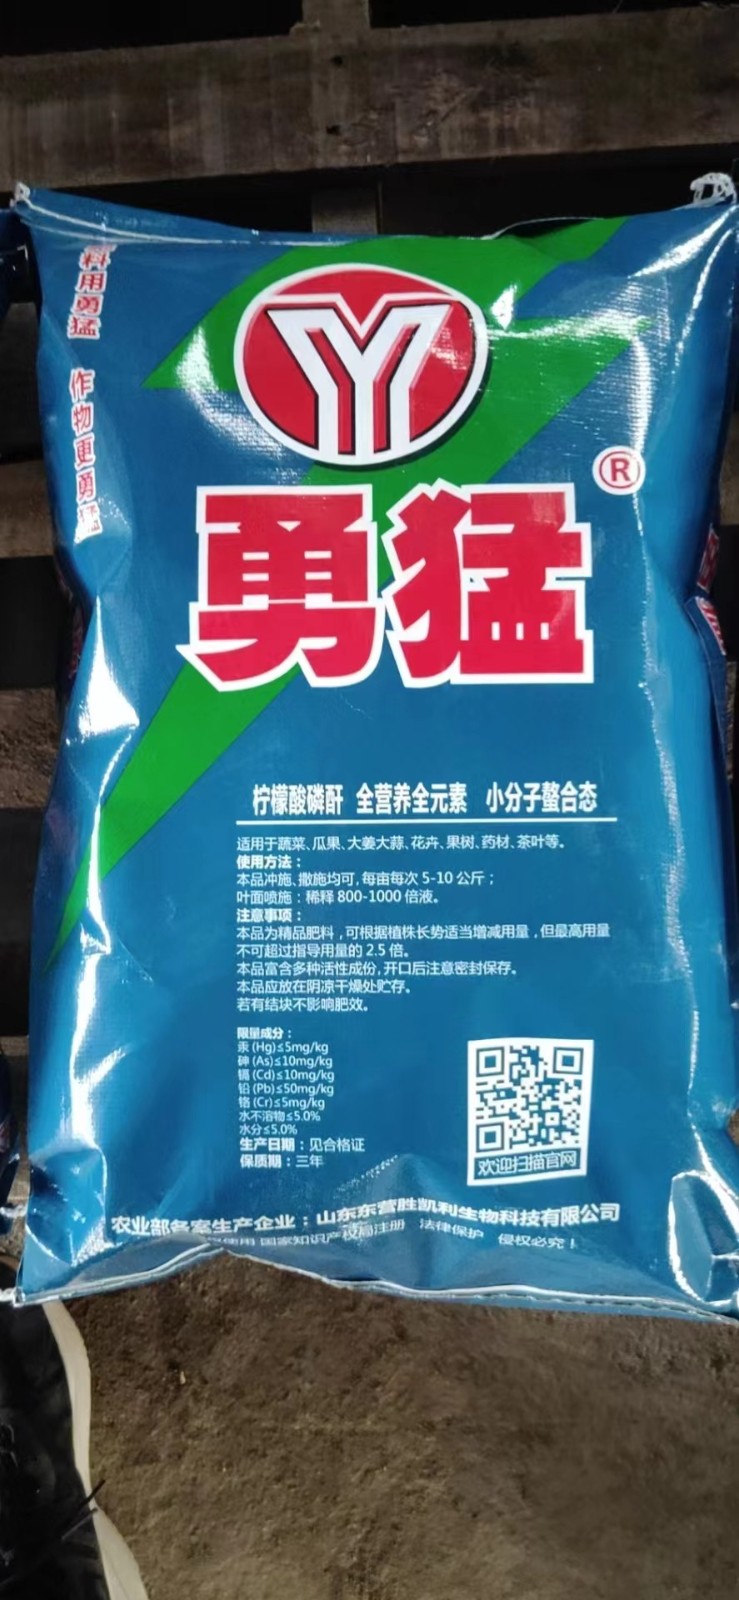 料用勇猛 作物更勇猛
Y
勇猛®
柠檬酸磷酐 全营养全元素 小分子螯合态
适用于蔬菜、瓜果、大姜大蒜、花卉、果树、药材、茶叶等。
使用方法：
本品冲施、撒施均可，每亩每次 5-10 公斤；
叶面喷施：稀释 800-1000 倍液。
注意事项：
本品为精品肥料，可根据植株长势适当增减用量，但最高用量
不可超过指导用量的 2.5 倍。
本品富含多种活性成份，开口后注意密封保存。
本品应放在阴凉干燥处贮存。
若有结块不影响肥效。
限量成分：
汞 (Hg)≤5mg/kg
砷 (As)≤10mg/kg
镉 (Cd)≤10mg/kg
铅 (Pb)≤50mg/kg
铬 (Cr)≤5mg/kg
水不溶物≤5.0%
水分≤5.0%
生产日期：见合格证
保质期：三年
欢迎扫描官网
农业部备案生产企业：山东东营胜凯利生物科技有限公司
使用 国家知识产权局注册 法律保护 侵权必究！